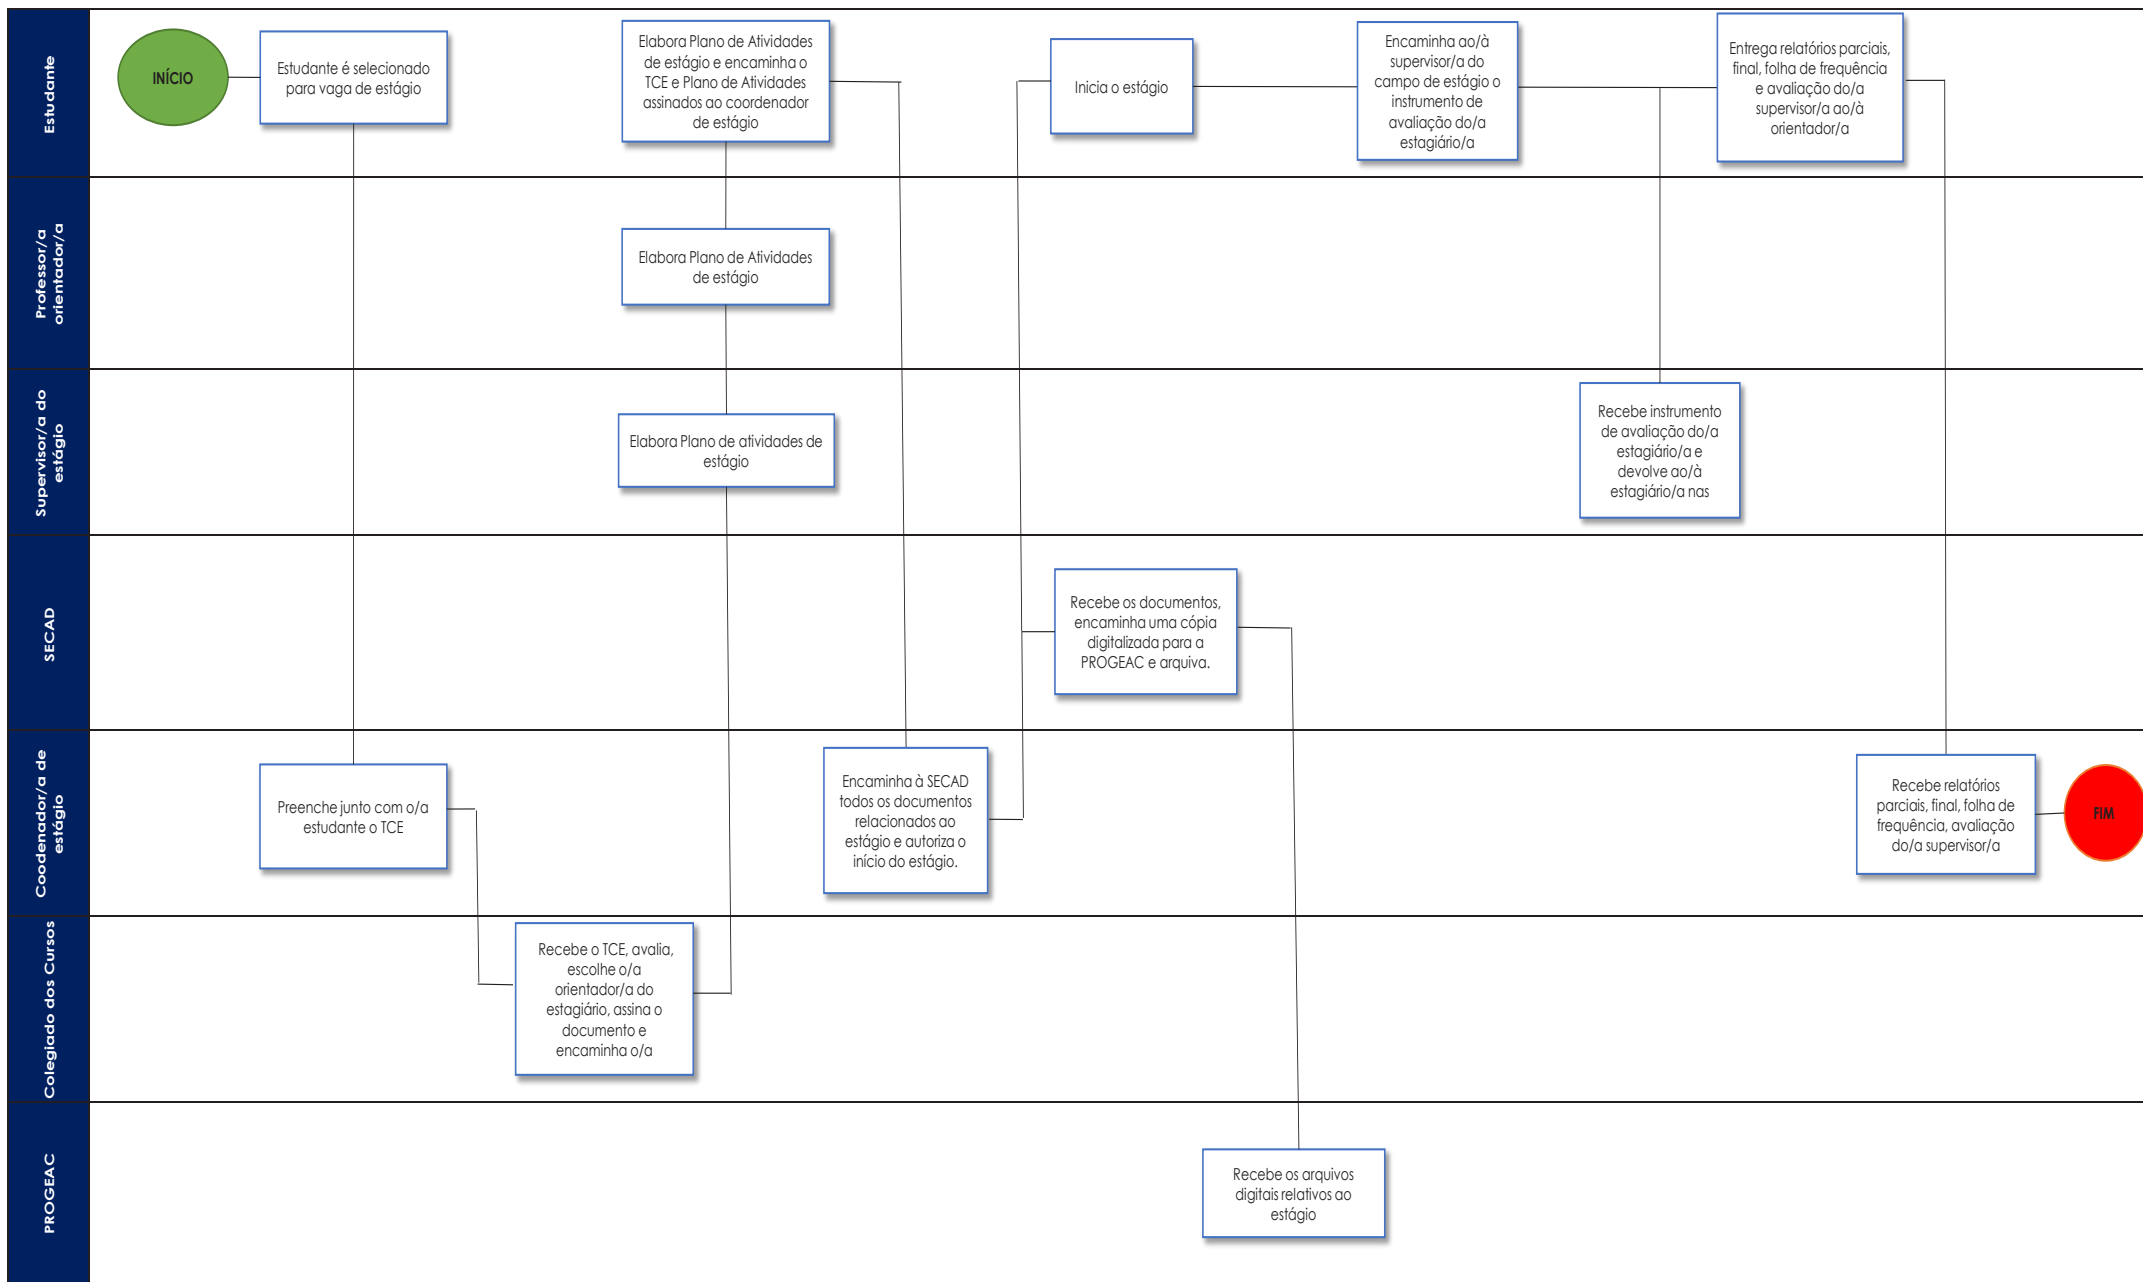 Estudante
INÍCIO
Estudante é selecionado
para vaga de estágio
Elabora Plano de Atividades
de estágio e encaminha o
TCE e Plano de Atividades
assinados ao coordenador
de estágio
Inicia o estágio
Encaminha ao/à
supervisor/a do
campo de estágio o
instrumento de
avaliação do/a
estagiário/a
Entrega relatórios parciais,
final, folha de frequência
e avaliação do/a
supervisor/a ao/à
orientador/a
Professor/a
orientador/a
Elabora Plano de Atividades
de estágio
Supervisor/a do
estágio
Elabora Plano de atividades de
estágio
Recebe instrumento
de avaliação do/a
estagiário/a e
devolve ao/à
estagiário/a nas
SECAD
Recebe os documentos,
encaminha uma cópia
digitalizada para a
PROGEAC e arquiva.
Coodenador/a de
estágio
Preenche junto com o/a
estudante o TCE
Encaminha à SECAD
todos os documentos
relacionados ao
estágio e autoriza o
início do estágio.
Recebe relatórios
parciais, final, folha de
frequência, avaliação
do/a supervisor/a
FIM
Colegiado dos Cursos
Recebe o TCE, avalia,
escolhe o/a
orientador/a do
estagiário, assina o
documento e
encaminha o/a
PROGEAC
Recebe os arquivos
digitais relativos ao
estágio